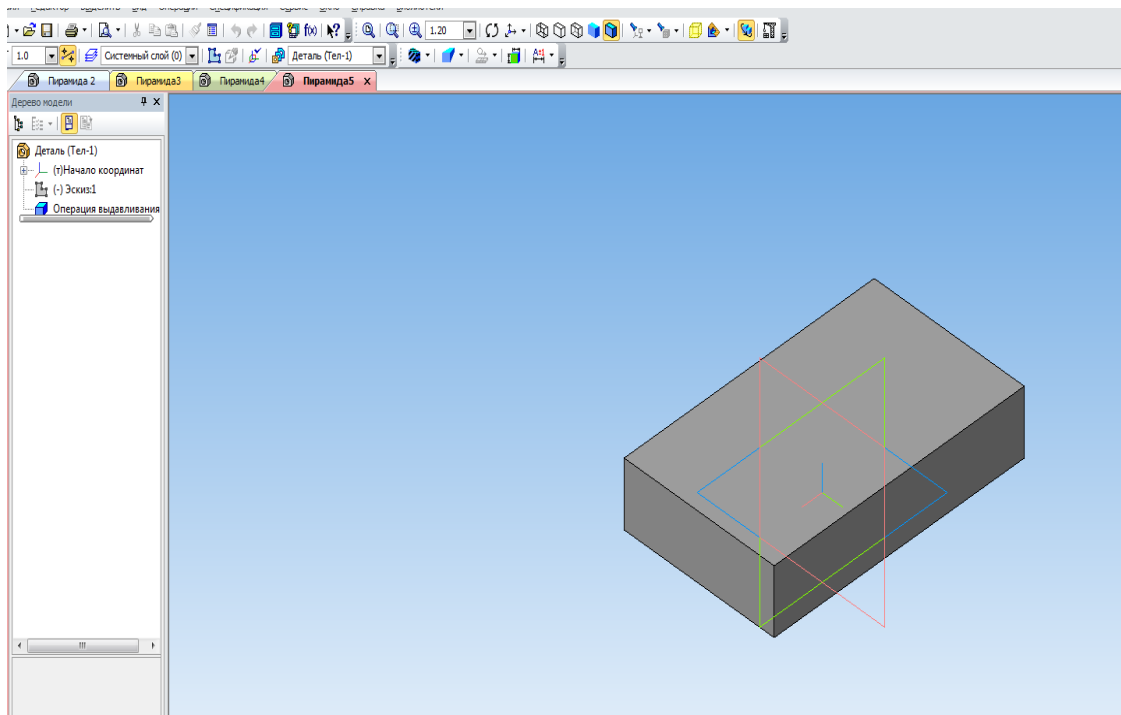 1.20
1.0 Системный слой (0) Деталь (Тел-1)
Пирамида 2 Пирамида3 Пирамида4 Пирамида5 X
Дерево модели
Деталь (Тел-1)
(т)Начало координат
(-) Эскиз:1
Операция выдавливания